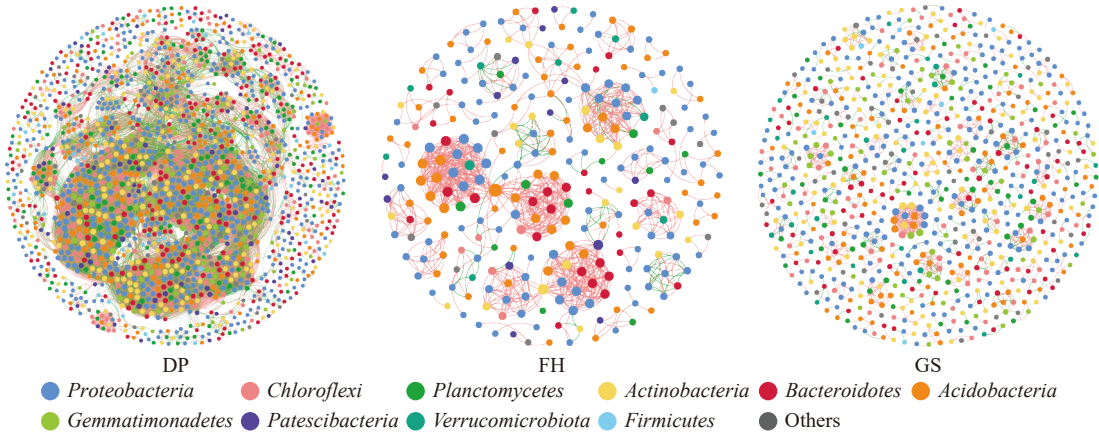 DP FH GS
Proteobacteria Chloroflexi Planctomycetes Actinobacteria Bacteroidotes Acidobacteria
Gemmatimonadetes Patescibacteria Verrucomicrobiota Firmicutes Others